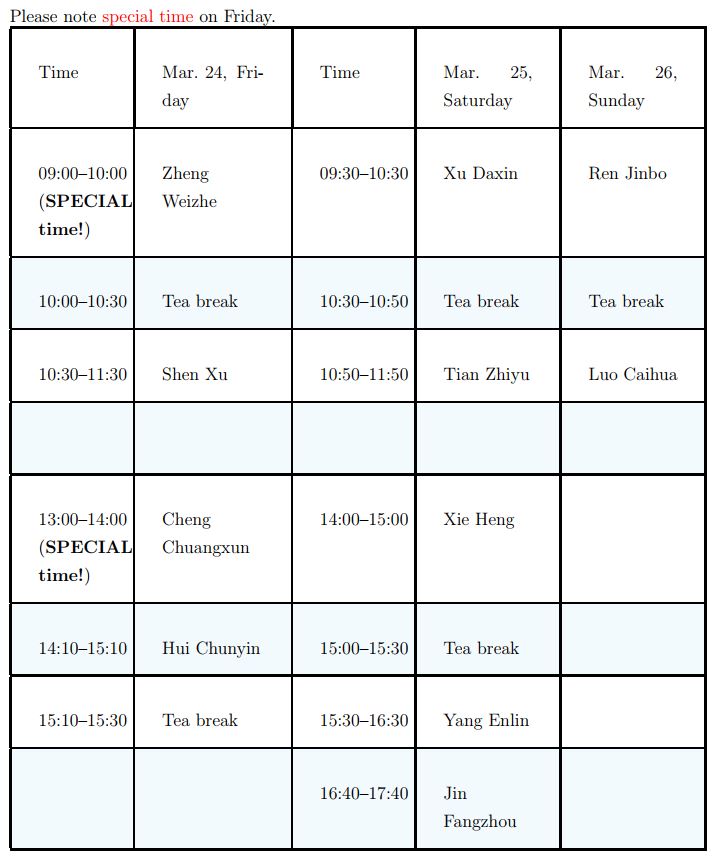 Please note special time on Friday.
Time Mar. 24, Fri- Time Mar. 25, Mar. 26,
day Saturday Sunday
09:00–10:00 Zheng 09:30–10:30 Xu Daxin Ren Jinbo
(SPECIAL Weizhe
time!)
10:00–10:30 Tea break 10:30–10:50 Tea break Tea break
10:30–11:30 Shen Xu 10:50–11:50 Tian Zhiyu Luo Caihua
13:00–14:00 Cheng 14:00–15:00 Xie Heng
(SPECIAL Chuangxun
time!)
14:10–15:10 Hui Chunyin 15:00–15:30 Tea break
15:10–15:30 Tea break 15:30–16:30 Yang Enlin
16:40–17:40 Jin
Fangzhou